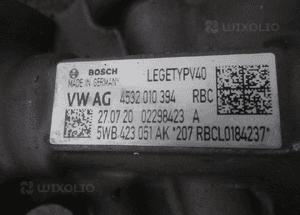 WIXOLIO
BOSCH
MADE IN GERMANY
LEGETYPV40
VW AG 4532 010 394 RBC
27.07.20 02298423 A
5WB 423 051 AK *207 RBCL0184237*
WIXOLIO